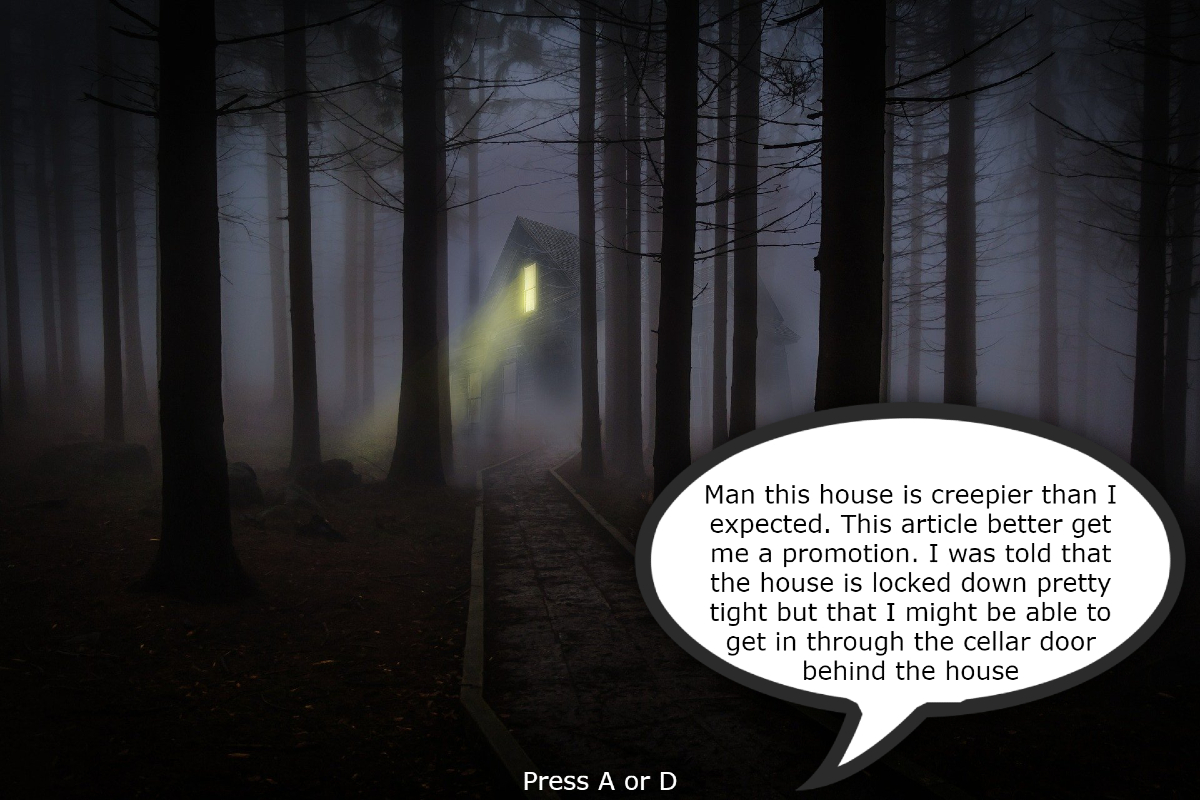 Man this house is creepier than I
expected. This article better get
me a promotion. I was told that
the house is locked down pretty
tight but that I might be able to
get in through the cellar door
behind the house
Press A or D